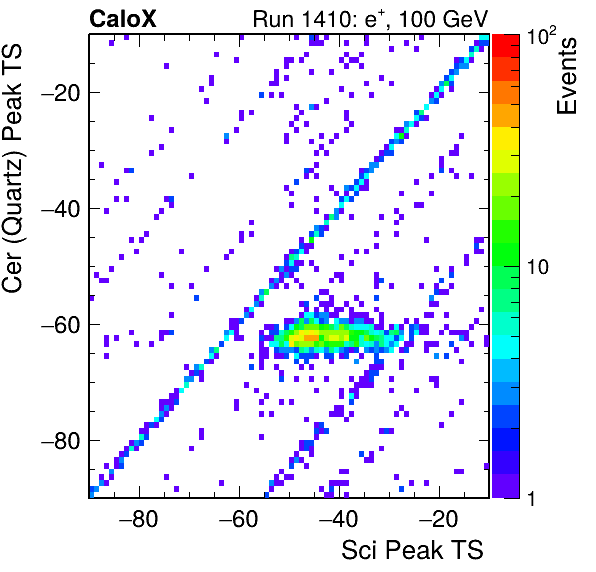 CaloX Run 1410: e⁺, 100 GeV
Cer (Quartz) Peak TS
−20
−40
−60
−80
−80 −60 −40 −20
Sci Peak TS
10²
10
1
Events